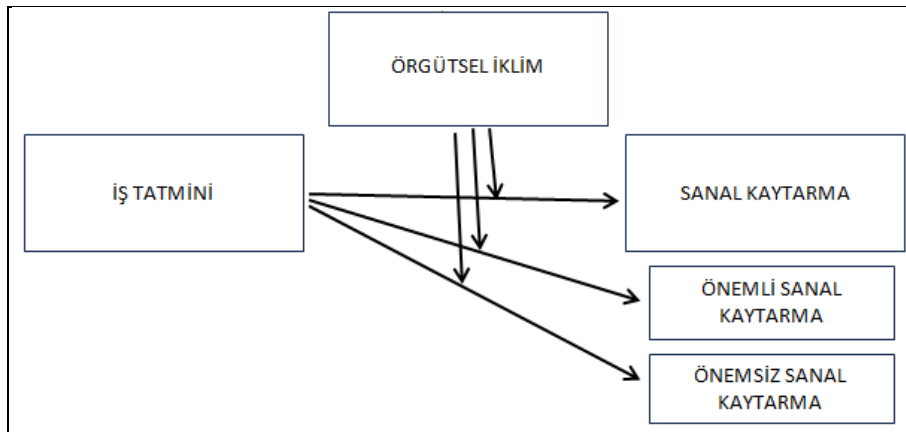 ÖRGÜTSEL İKLİM
İŞ TATMİNİ
SANAL KAYTARMA
ÖNEMLİ SANAL
KAYTARMA
ÖNEMSİZ SANAL
KAYTARMA